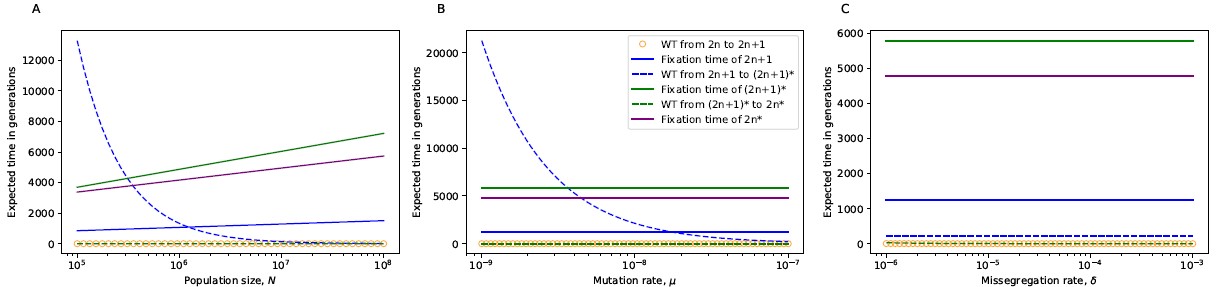 A
Expected time in generations
12000
10000
8000
6000
4000
2000
0
10⁵
10⁶
10⁷
10⁸
Population size, N
B
Expected time in generations
20000
15000
10000
5000
0
WT from 2n to 2n+1
Fixation time of 2n+1
WT from 2n+1 to (2n+1)*
Fixation time of (2n+1)*
WT from (2n+1)* to 2n*
Fixation time of 2n*
10⁻⁹
10⁻⁸
10⁻⁷
Mutation rate, μ
C
Expected time in generations
6000
5000
4000
3000
2000
1000
0
10⁻⁶
10⁻⁵
10⁻⁴
10⁻³
Missegregation rate, δ